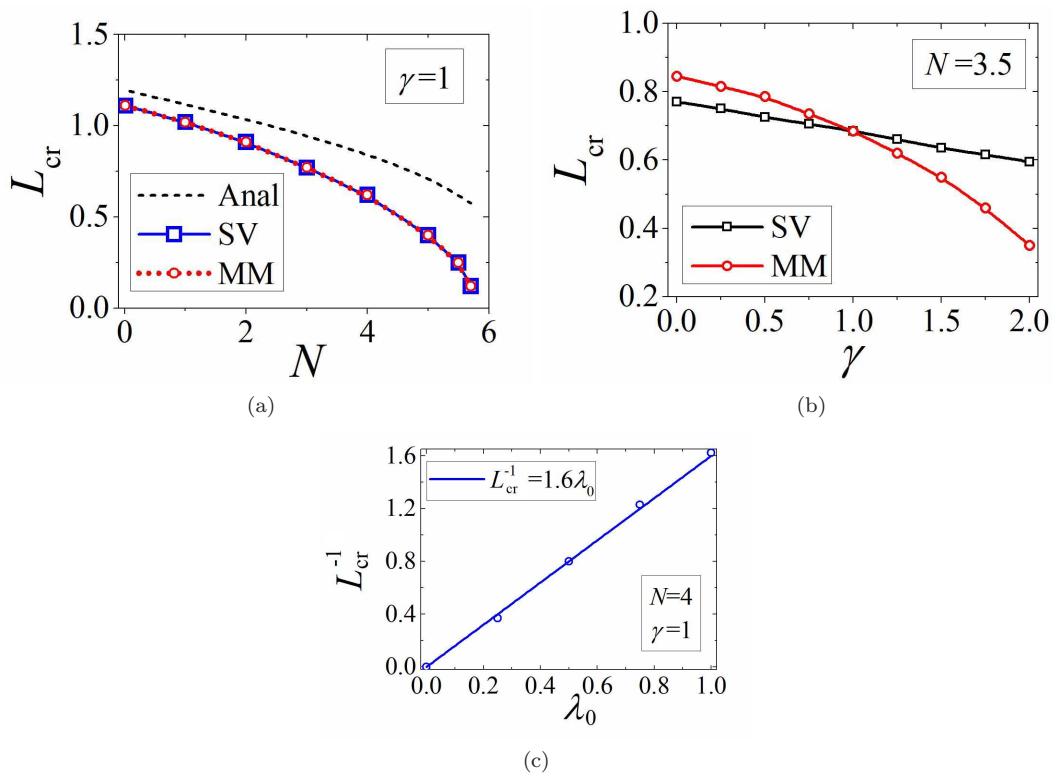 1.5
1.0
0.5
0.0
L_cr
γ=1
Anal
SV
MM
0 2 4 6
N
(a)
1.0
0.8
0.6
0.4
0.2
L_cr
N=3.5
SV
MM
0.0 0.5 1.0 1.5 2.0
γ
(b)
1.6
1.2
0.8
0.4
0.0
L_cr^-1
L_cr^-1=1.6λ_0
N=4
γ=1
0.0 0.2 0.4 0.6 0.8 1.0
λ_0
(c)